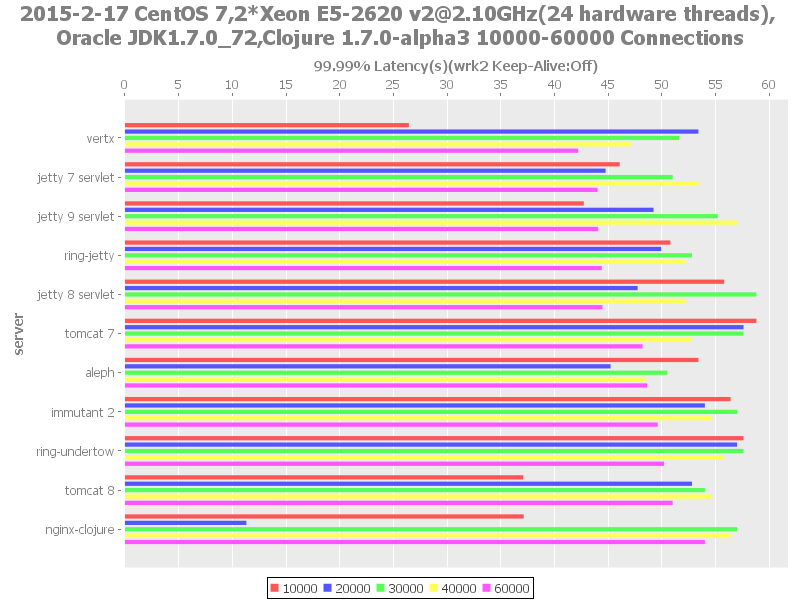 2015-2-17 CentOS 7,2*Xeon E5-2620 v2@2.10GHz(24 hardware threads),
Oracle JDK1.7.0_72,Clojure 1.7.0-alpha3 10000-60000 Connections
99.99% Latency(s)(wrk2 Keep-Alive:Off)
0 5 10 15 20 25 30 35 40 45 50 55 60
server
vertx
jetty 7 servlet
jetty 9 servlet
ring-jetty
jetty 8 servlet
tomcat 7
aleph
immutant 2
ring-undertow
tomcat 8
nginx-clojure
10000 20000 30000 40000 60000